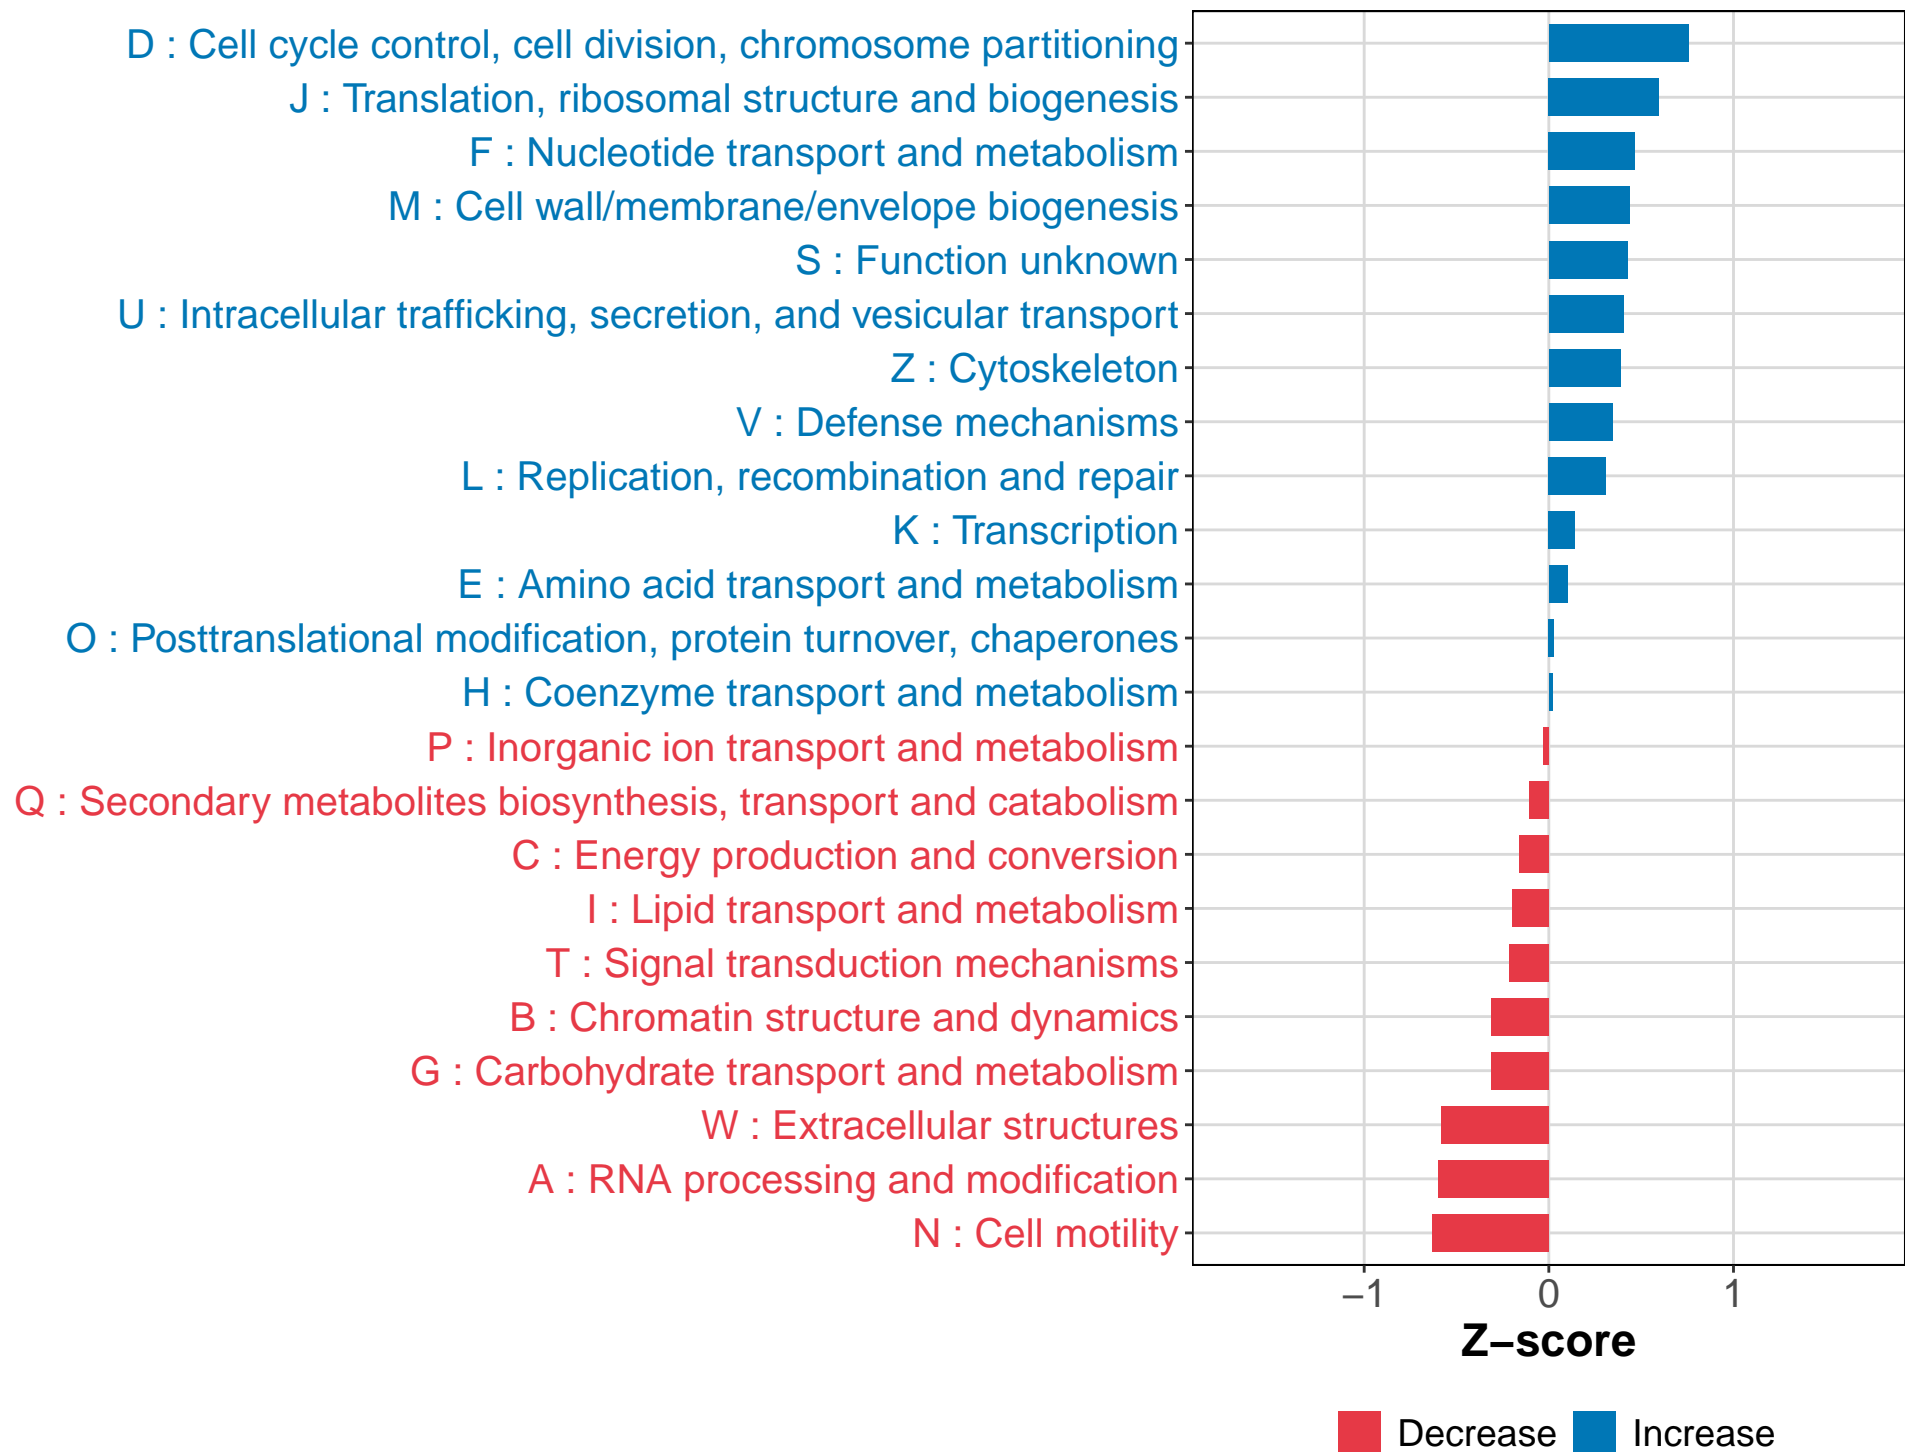 D : Cell cycle control, cell division, chromosome partitioning
J : Translation, ribosomal structure and biogenesis
F : Nucleotide transport and metabolism
M : Cell wall/membrane/envelope biogenesis
S : Function unknown
U : Intracellular trafficking, secretion, and vesicular transport
Z : Cytoskeleton
V : Defense mechanisms
L : Replication, recombination and repair
K : Transcription
E : Amino acid transport and metabolism
O : Posttranslational modification, protein turnover, chaperones
H : Coenzyme transport and metabolism
P : Inorganic ion transport and metabolism
Q : Secondary metabolites biosynthesis, transport and catabolism
C : Energy production and conversion
I : Lipid transport and metabolism
T : Signal transduction mechanisms
B : Chromatin structure and dynamics
G : Carbohydrate transport and metabolism
W : Extracellular structures
A : RNA processing and modification
N : Cell motility
−1 0 1
Z−score
Decrease Increase